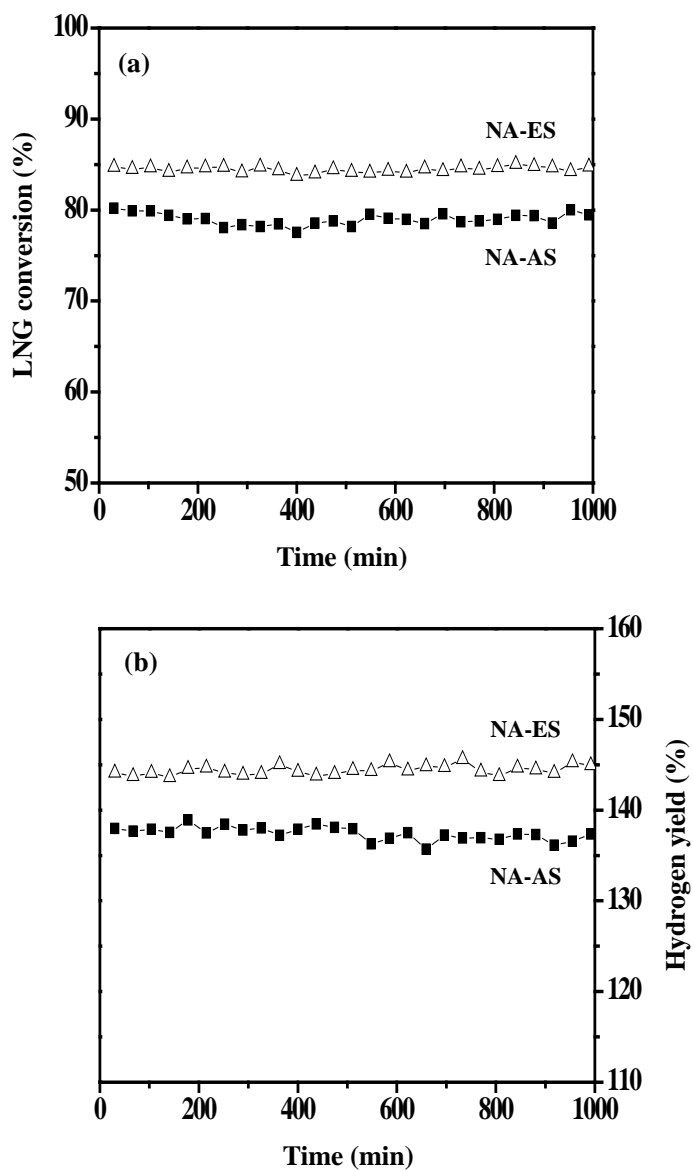 100
(a)
90
NA-ES
80
NA-AS
70
60
50
0 200 400 600 800 1000
LNG conversion (%)
Time (min)
160
(b)
150
NA-ES
140
NA-AS
130
120
110
0 200 400 600 800 1000
Hydrogen yield (%)
Time (min)